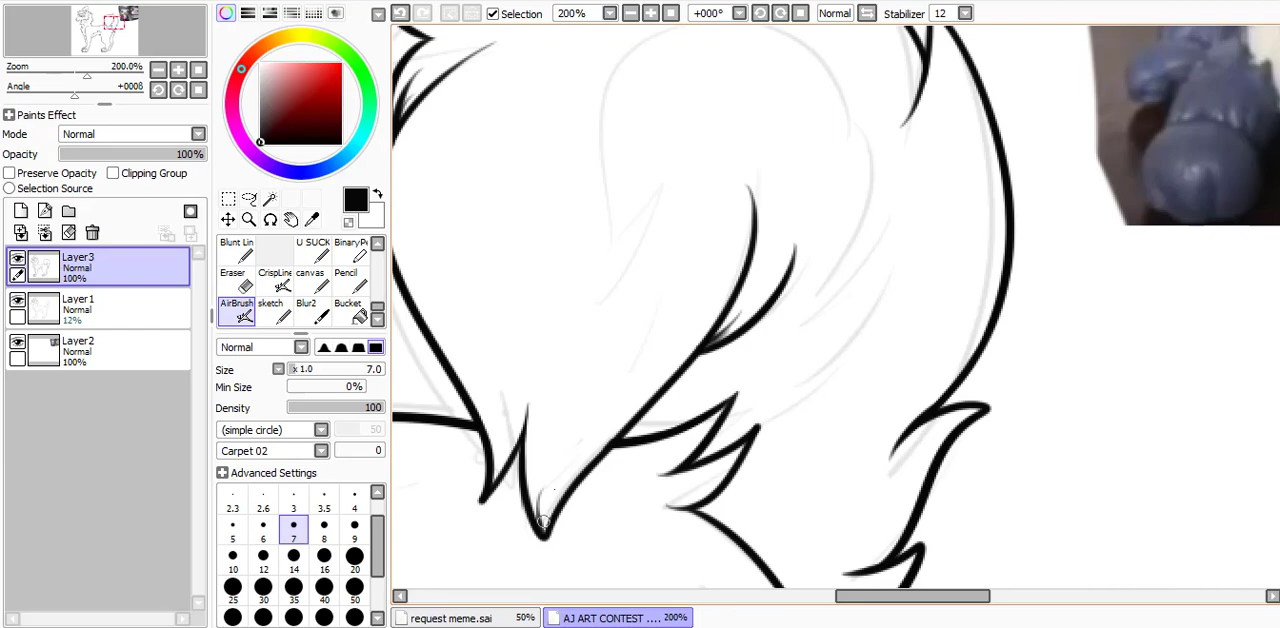 Selection 200% +000° Normal Stabilizer 12
Zoom 200.0%
Angle +0008
Paints Effect
Mode Normal
Opacity 100%
Preserve Opacity Clipping Group
Selection Source
Layer3
Normal
100%
Layer1
Normal
12%
Layer2
Normal
100%
Blunt Lin U SUCK BinaryPe
Eraser CrispLine canvas Pencil
AirBrush sketch Blur2 Bucket
Normal
Size x 1.0 7.0
Min Size 0%
Density 100
(simple circle) 50
Carpet 02 0
Advanced Settings
2.3 2.6 3 3.5 4
5 6 7 8 9
10 12 14 16 20
25 30 35 40 50
request meme.sai 50% AJ ART CONTEST .... 200%